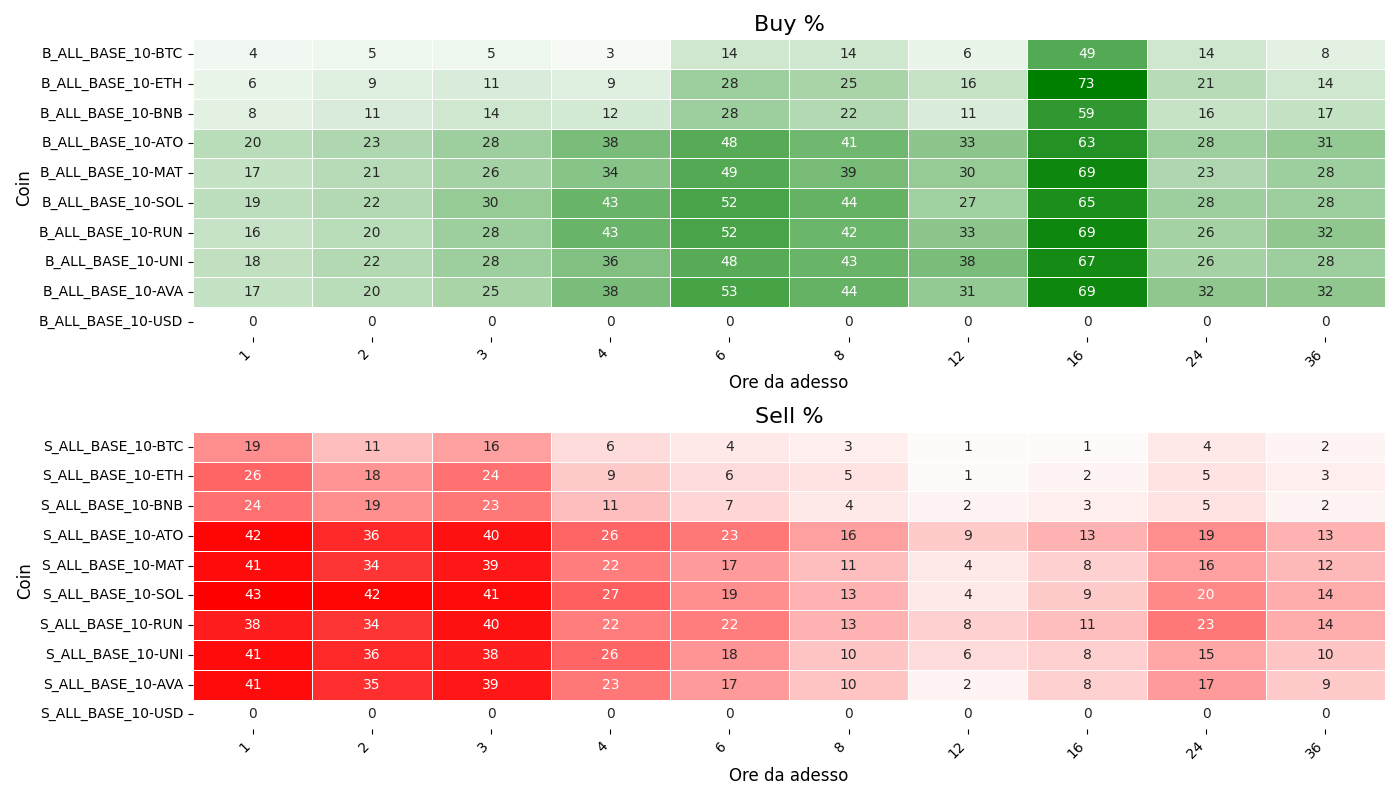 Buy %
Coin
B_ALL_BASE_10-BTC 4 5 5 3 14 14 6 49 14 8
B_ALL_BASE_10-ETH 6 9 11 9 28 25 16 73 21 14
B_ALL_BASE_10-BNB 8 11 14 12 28 22 11 59 16 17
B_ALL_BASE_10-ATO 20 23 28 38 48 41 33 63 28 31
B_ALL_BASE_10-MAT 17 21 26 34 49 39 30 69 23 28
B_ALL_BASE_10-SOL 19 22 30 43 52 44 27 65 28 28
B_ALL_BASE_10-RUN 16 20 28 43 52 42 33 69 26 32
B_ALL_BASE_10-UNI 18 22 28 36 48 43 38 67 26 28
B_ALL_BASE_10-AVA 17 20 25 38 53 44 31 69 32 32
B_ALL_BASE_10-USD 0 0 0 0 0 0 0 0 0 0
1 2 3 4 6 8 12 16 24 36
Ore da adesso
Sell %
Coin
S_ALL_BASE_10-BTC 19 11 16 6 4 3 1 1 4 2
S_ALL_BASE_10-ETH 26 18 24 9 6 5 1 2 5 3
S_ALL_BASE_10-BNB 24 19 23 11 7 4 2 3 5 2
S_ALL_BASE_10-ATO 42 36 40 26 23 16 9 13 19 13
S_ALL_BASE_10-MAT 41 34 39 22 17 11 4 8 16 12
S_ALL_BASE_10-SOL 43 42 41 27 19 13 4 9 20 14
S_ALL_BASE_10-RUN 38 34 40 22 22 13 8 11 23 14
S_ALL_BASE_10-UNI 41 36 38 26 18 10 6 8 15 10
S_ALL_BASE_10-AVA 41 35 39 23 17 10 2 8 17 9
S_ALL_BASE_10-USD 0 0 0 0 0 0 0 0 0 0
1 2 3 4 6 8 12 16 24 36
Ore da adesso